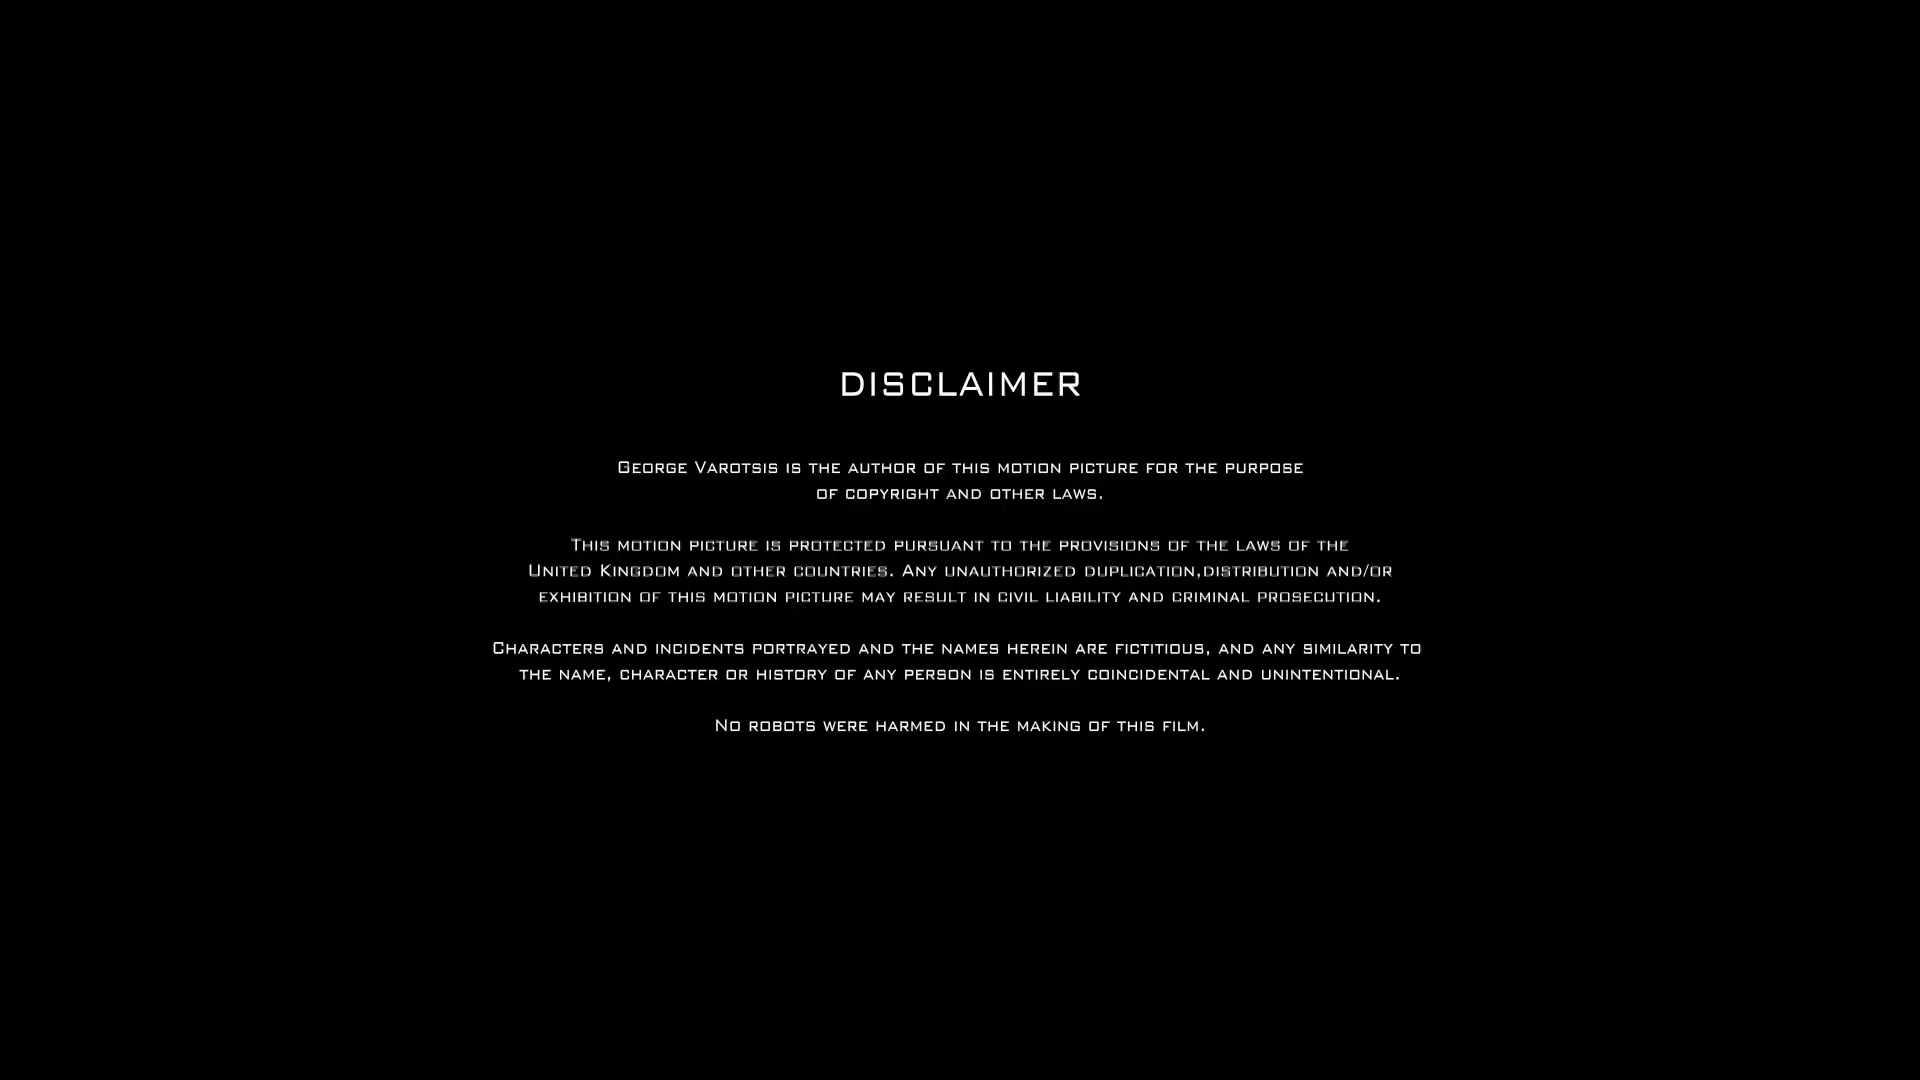 DISCLAIMER
George Varotsis is the author of this motion picture for the purpose
of copyright and other laws.
This motion picture is protected pursuant to the provisions of the laws of the
United Kingdom and other countries. Any unauthorized duplication,distribution and/or
exhibition of this motion picture may result in civil liability and criminal prosecution.
Characters and incidents portrayed and the names herein are fictitious, and any similarity to
the name, character or history of any person is entirely coincidental and unintentional.
No robots were harmed in the making of this film.